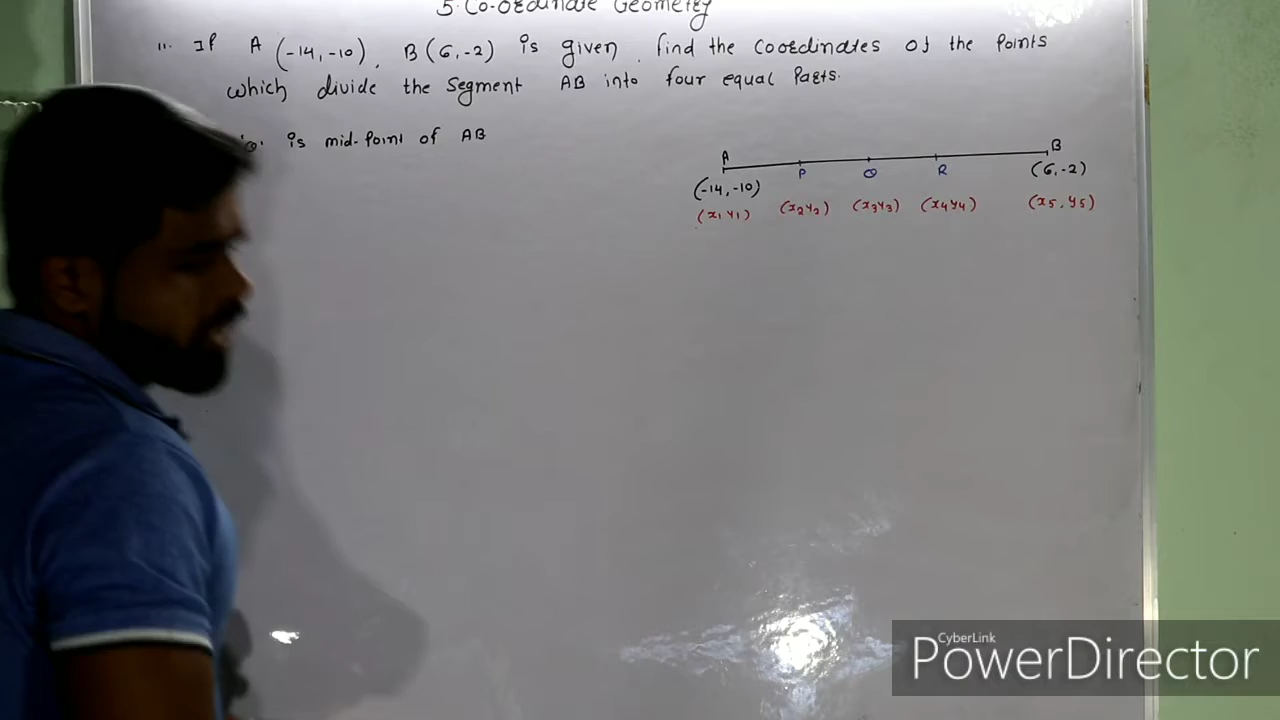 5. Co-ordinate Geometry
11. If A (-14, -10), B (6, -2) is given. find the coordinates of the Points
which divide the Segment AB into four equal Parts.
'Q' is mid-Point of AB
A B
P Q R
(-14, -10) (6, -2)
(x1 y1) (x2 y2) (x3 y3) (x4 y4) (x5, y5)
CyberLink
PowerDirector